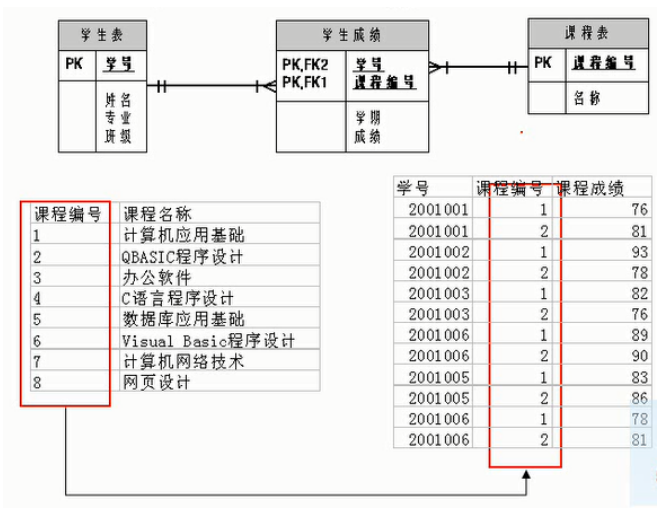 学生表
PK 学号
姓名
专业
班级
学生成绩
PK,FK2 学号
PK,FK1 课程编号
学期
成绩
课程表
PK 课程编号
名称
课程编号 课程名称
1 计算机应用基础
2 QBASIC程序设计
3 办公软件
4 C语言程序设计
5 数据库应用基础
6 Visual Basic程序设计
7 计算机网络技术
8 网页设计
学号 课程编号 课程成绩
2001001 1 76
2001001 2 81
2001002 1 93
2001002 2 78
2001003 1 82
2001003 2 76
2001006 1 89
2001006 2 90
2001005 1 83
2001005 2 86
2001006 1 78
2001006 2 81